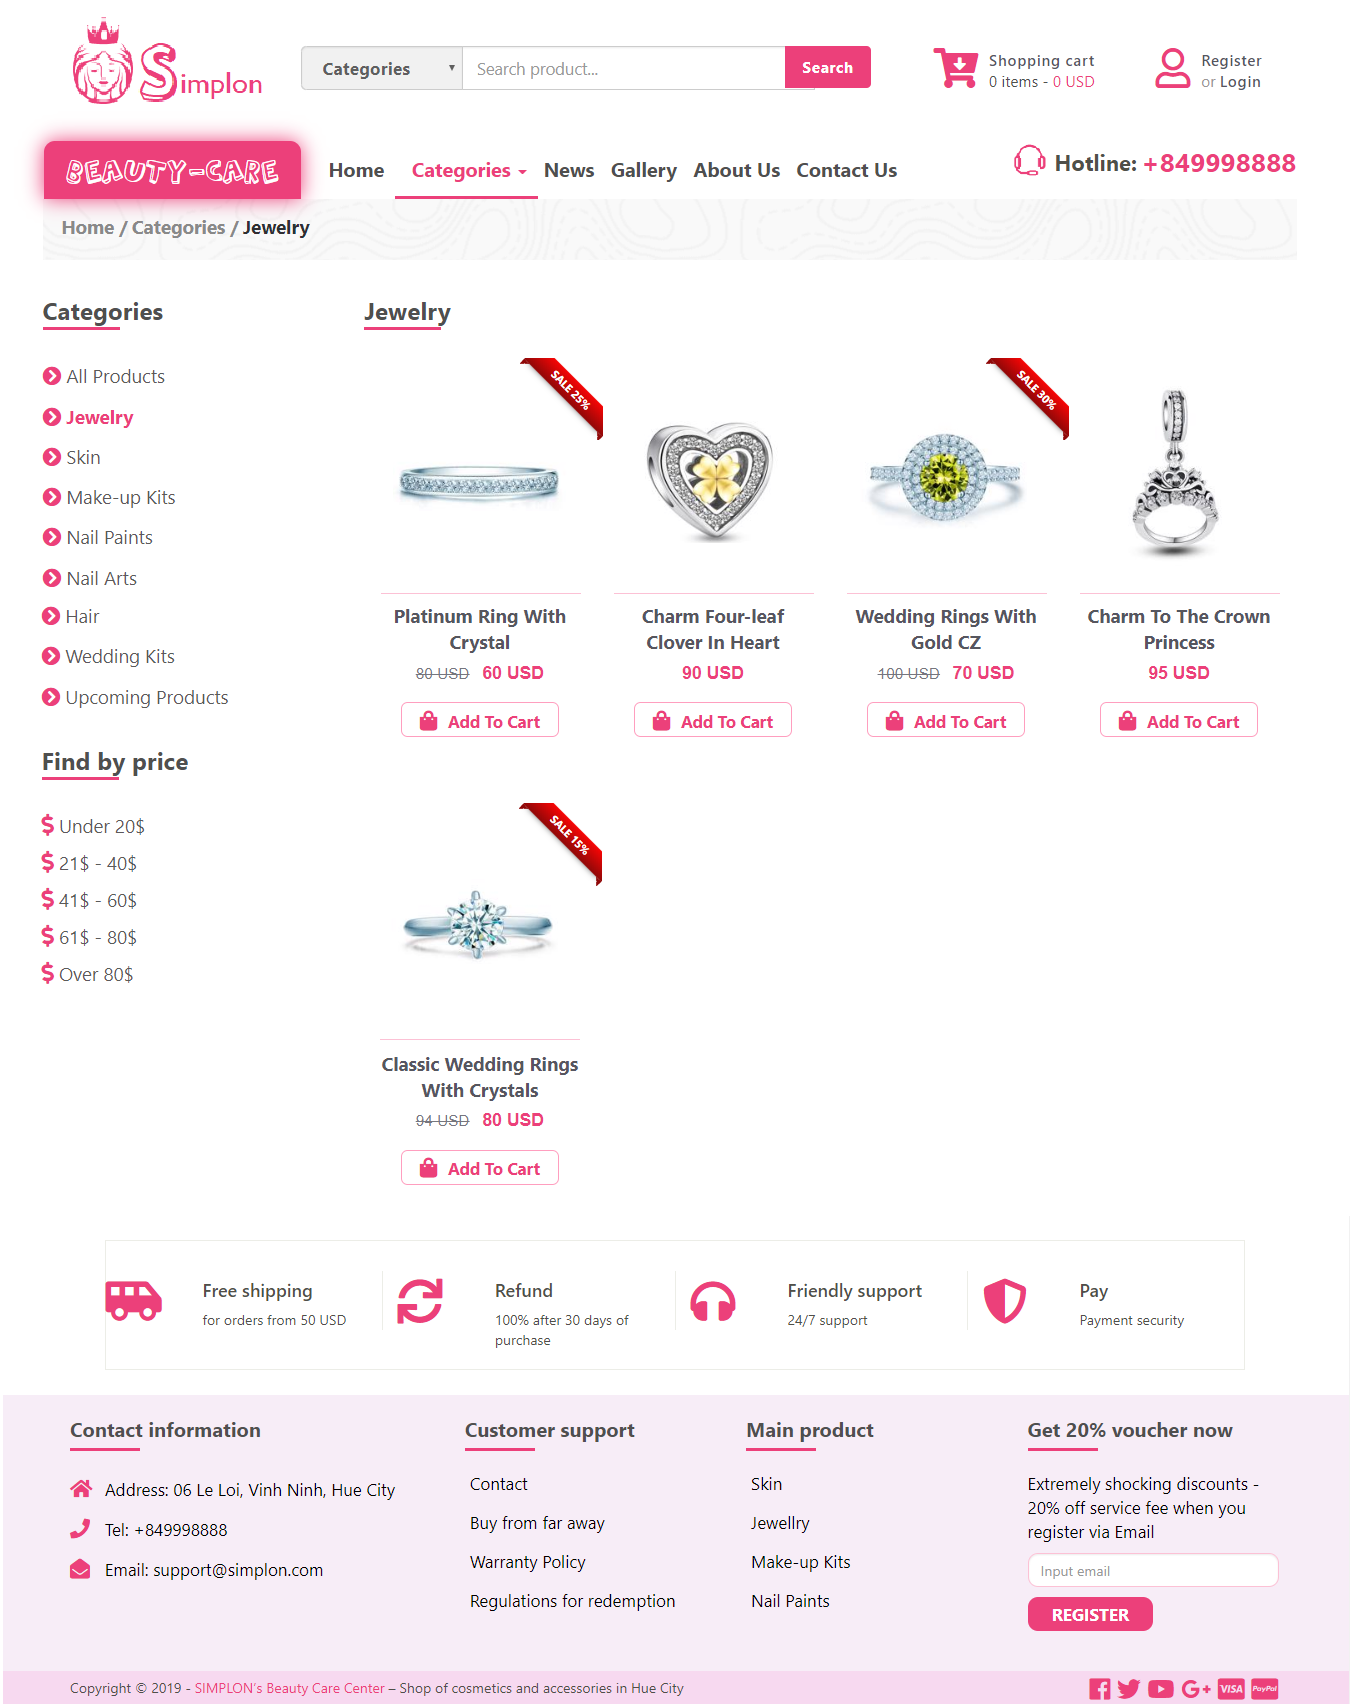 Simplon
Categories
Search product...
Search
Shopping cart
0 items - 0 USD
Register
or Login
BEAUTY-CARE
Home
Categories
News
Gallery
About Us
Contact Us
Hotline: +849998888
Home / Categories / Jewelry
Categories
All Products
Jewelry
Skin
Make-up Kits
Nail Paints
Nail Arts
Hair
Wedding Kits
Upcoming Products
Find by price
Under 20$
21$ - 40$
41$ - 60$
61$ - 80$
Over 80$
Jewelry
SALE 25%
Platinum Ring With
Crystal
80 USD 60 USD
Add To Cart
Charm Four-leaf
Clover In Heart
90 USD
Add To Cart
SALE 30%
Wedding Rings With
Gold CZ
100 USD 70 USD
Add To Cart
Charm To The Crown
Princess
95 USD
Add To Cart
SALE 15%
Classic Wedding Rings
With Crystals
94 USD 80 USD
Add To Cart
Free shipping
for orders from 50 USD
Refund
100% after 30 days of
purchase
Friendly support
24/7 support
Pay
Payment security
Contact information
Address: 06 Le Loi, Vinh Ninh, Hue City
Tel: +849998888
Email: support@simplon.com
Customer support
Contact
Buy from far away
Warranty Policy
Regulations for redemption
Main product
Skin
Jewellry
Make-up Kits
Nail Paints
Get 20% voucher now
Extremely shocking discounts -
20% off service fee when you
register via Email
Input email
REGISTER
Copyright © 2019 - SIMPLON's Beauty Care Center – Shop of cosmetics and accessories in Hue City
G+
VISA
PayPal